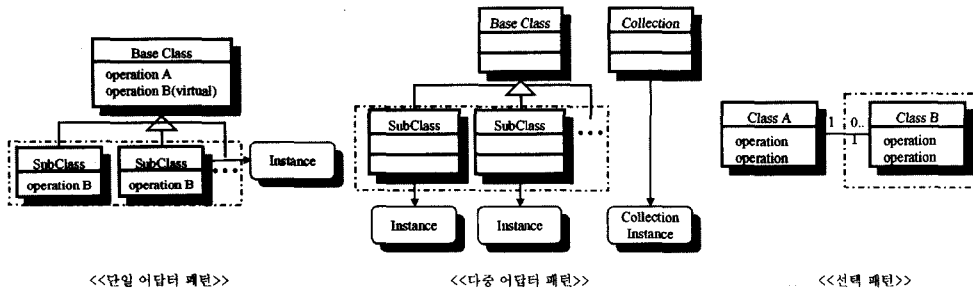 Base Class
operation A
operation B(virtual)
SubClass
operation B
SubClass
operation B
Instance
<<단일 어답터 패턴>>
Base Class
Collection
SubClass
SubClass
Instance
Instance
Collection
Instance
<<다중 어답터 패턴>>
Class A
operation
operation
1
0..
1
Class B
operation
operation
<<선택 패턴>>